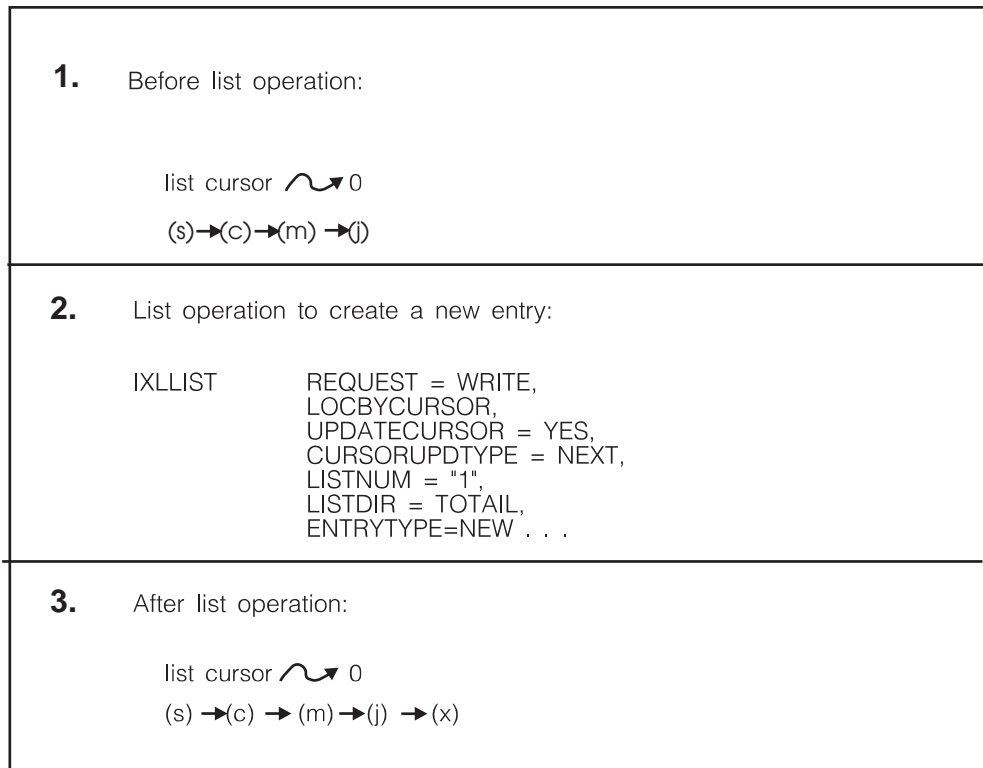 1. Before list operation:
list cursor 0
(s)→(c)→(m)→(j)
2. List operation to create a new entry:
IXLLIST REQUEST = WRITE,
LOCBYCURSOR,
UPDATECURSOR = YES,
CURSORUPDTYPE = NEXT,
LISTNUM = "1",
LISTDIR = TOTAIL,
ENTRYTYPE=NEW . . .
3. After list operation:
list cursor 0
(s)→(c)→(m)→(j)→(x)